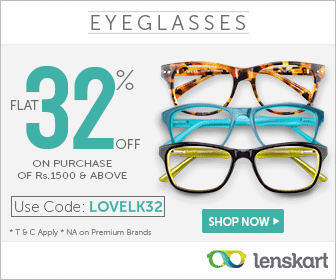 EYEGLASSES
FLAT 32% OFF
ON PURCHASE
OF Rs.1500 & ABOVE
Use Code: LOVELK32
SHOP NOW
* T & C Apply * NA on Premium Brands
lenskart